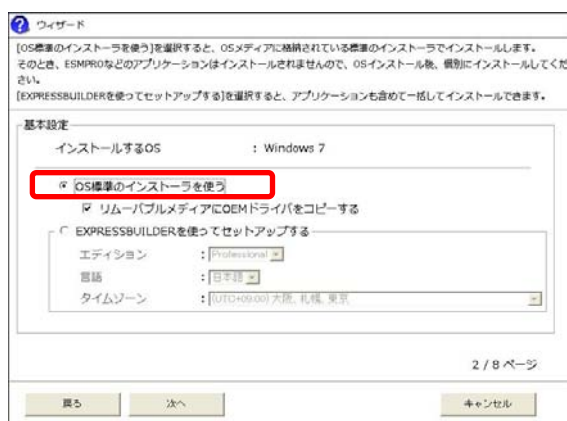 ウィザード
[OS標準のインストーラを使う]を選択すると、OSメディアに格納されている標準のインストーラでインストールします。
そのとき、ESMPROなどのアプリケーションはインストールされませんので、OSインストール後、個別にインストールしてくだ
さい。
[EXPRESSBUILDERを使ってセットアップする]を選択すると、アプリケーションも含めて一括してインストールできます。
基本設定
インストールするOS : Windows 7
OS標準のインストーラを使う
リムーバブルメディアにOEMドライバをコピーする
EXPRESSBUILDERを使ってセットアップする
エディション : Professional
言語 : 日本語
タイムゾーン : (UTC+09:00) 大阪、札幌、東京
2 / 8 ページ
戻る 次へ キャンセル